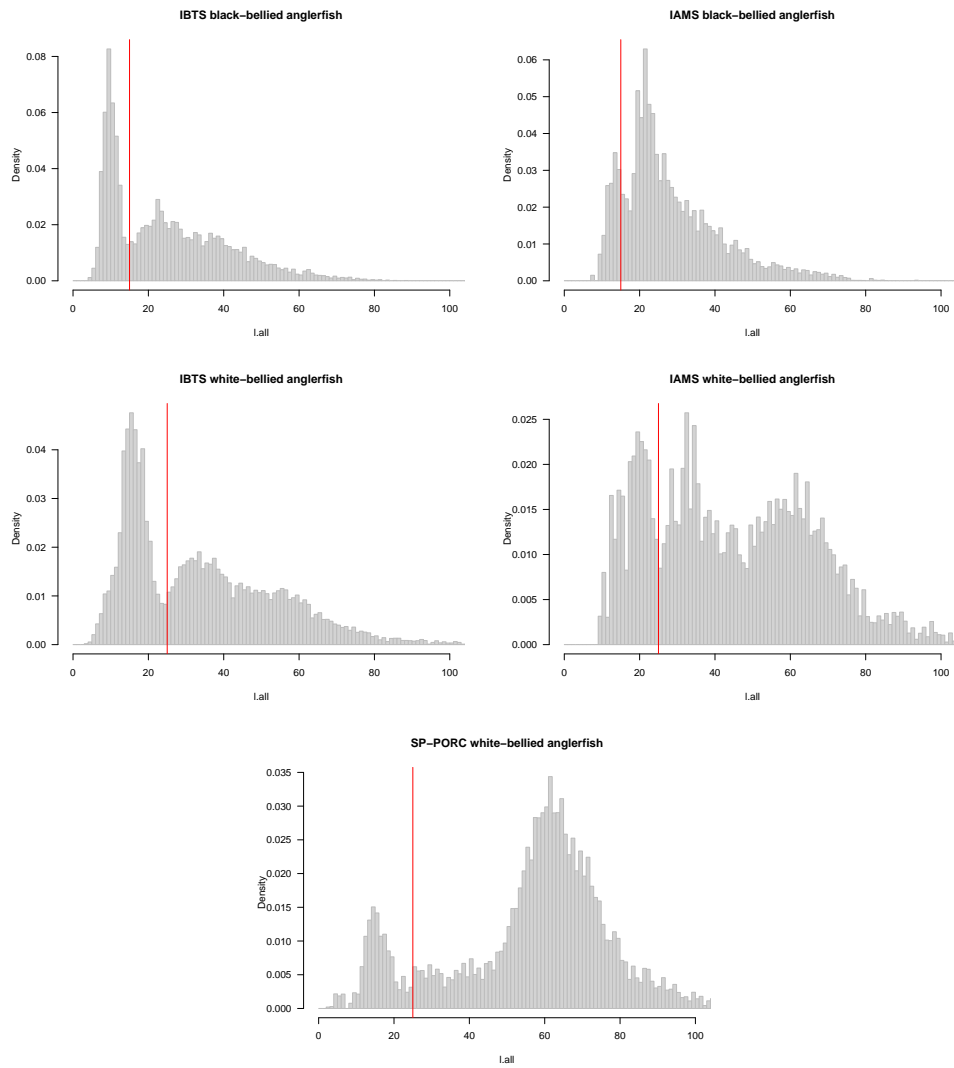 IBTS black−bellied anglerfish
Density
0.00
0.02
0.04
0.06
0.08
0 20 40 60 80 100
l.all
IAMS black−bellied anglerfish
Density
0.00
0.01
0.02
0.03
0.04
0.05
0.06
0 20 40 60 80 100
l.all
IBTS white−bellied anglerfish
Density
0.00
0.01
0.02
0.03
0.04
0 20 40 60 80 100
l.all
IAMS white−bellied anglerfish
Density
0.000
0.005
0.010
0.015
0.020
0.025
0 20 40 60 80 100
l.all
SP−PORC white−bellied anglerfish
Density
0.000
0.005
0.010
0.015
0.020
0.025
0.030
0.035
0 20 40 60 80 100
l.all